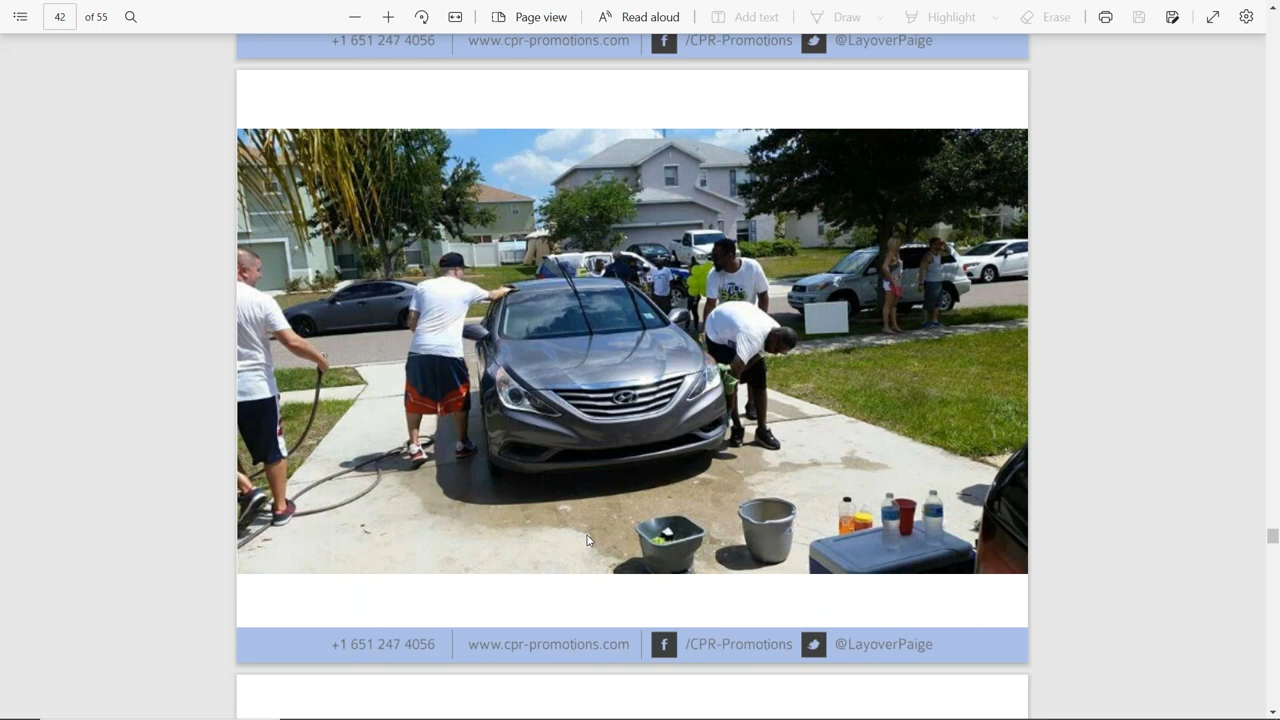 42 of 55 Page view Read aloud Add text Draw Highlight Erase
+1 651 247 4056 www.cpr-promotions.com f /CPR-Promotions @LayoverPaige
+1 651 247 4056 www.cpr-promotions.com f /CPR-Promotions @LayoverPaige